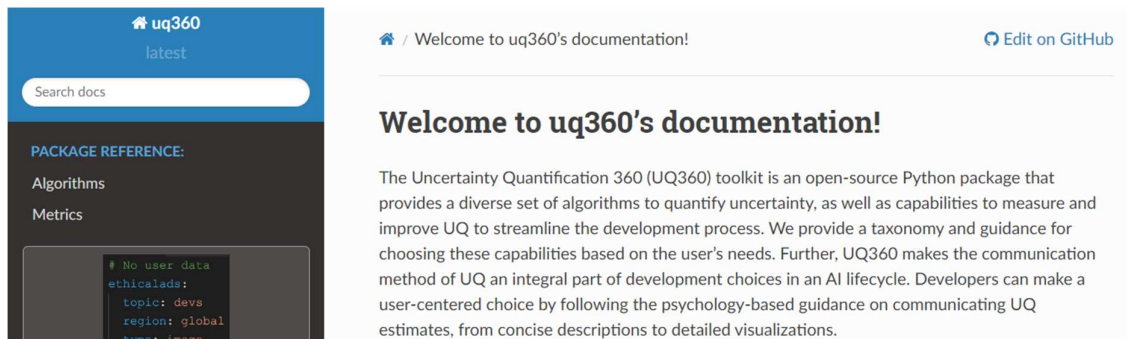 uq360
latest
Search docs
PACKAGE REFERENCE:
Algorithms
Metrics
# No user data
ethicalads:
topic: devs
region: global
type: image
/ Welcome to uq360's documentation!
Edit on GitHub
Welcome to uq360's documentation!
The Uncertainty Quantification 360 (UQ360) toolkit is an open-source Python package that
provides a diverse set of algorithms to quantify uncertainty, as well as capabilities to measure and
improve UQ to streamline the development process. We provide a taxonomy and guidance for
choosing these capabilities based on the user's needs. Further, UQ360 makes the communication
method of UQ an integral part of development choices in an AI lifecycle. Developers can make a
user-centered choice by following the psychology-based guidance on communicating UQ
estimates, from concise descriptions to detailed visualizations.